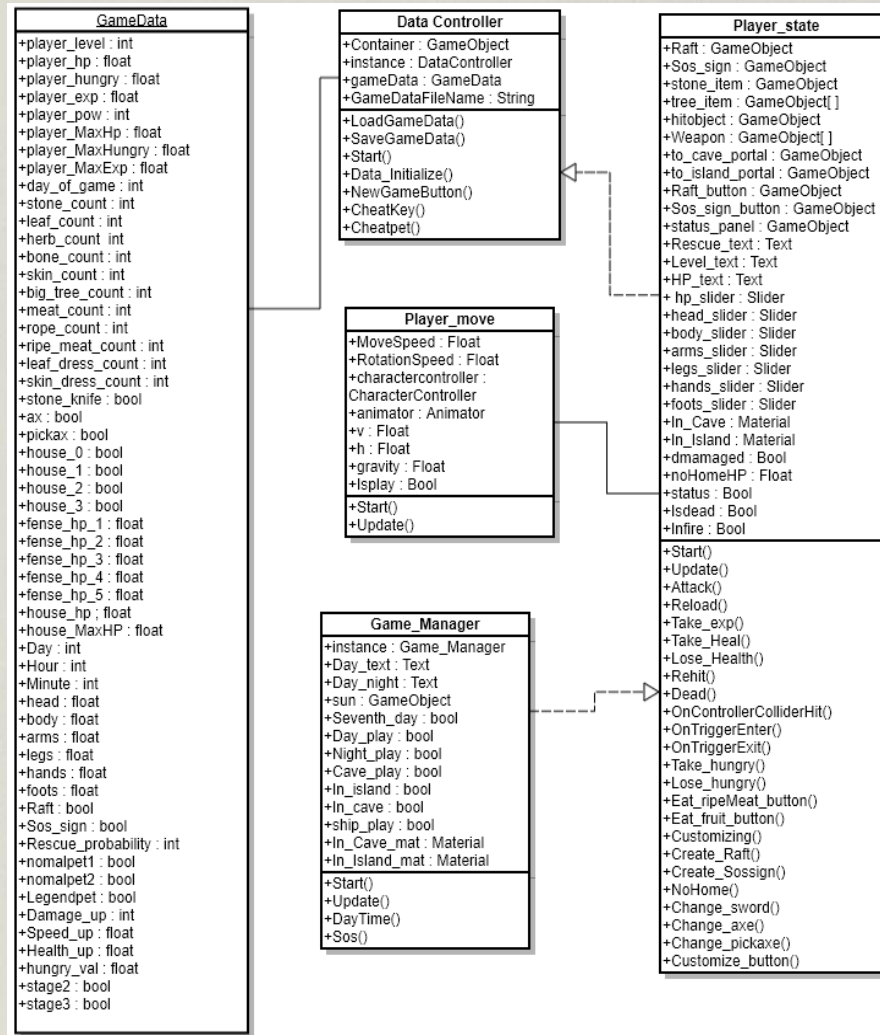 GameData
+player_level : int
+player_hp : float
+player_hungry : float
+player_exp : float
+player_pow : int
+player_MaxHp : float
+player_MaxHungry : float
+player_MaxExp : float
+day_of_game : int
+stone_count : int
+leaf_count : int
+herb_count int
+bone_count : int
+skin_count : int
+big_tree_count : int
+meat_count : int
+rope_count : int
+ripe_meat_count : int
+leaf_dress_count : int
+skin_dress_count : int
+stone_knife : bool
+ax : bool
+pickax : bool
+house_0 : bool
+house_1 : bool
+house_2 : bool
+house_3 : bool
+fense_hp_1 : float
+fense_hp_2 : float
+fense_hp_3 : float
+fense_hp_4 : float
+fense_hp_5 : float
+house_hp ; float
+house_MaxHP : float
+Day : int
+Hour : int
+Minute : int
+head : float
+body : float
+arms : float
+legs : float
+hands : float
+foots : float
+Raft : bool
+Sos_sign : bool
+Rescue_probability : int
+nomalpet1 : bool
+nomalpet2 : bool
+Legendpet : bool
+Damage_up : int
+Speed_up : float
+Health_up : float
+hungry_val : float
+stage2 : bool
+stage3 : bool
Data Controller
+Container : GameObject
+instance : DataController
+gameData : GameData
+GameDataFileName : String
+LoadGameData()
+SaveGameData()
+Start()
+Data_Initialize()
+NewGameButton()
+CheatKey()
+Cheatpet()
Player_move
+MoveSpeed : Float
+RotationSpeed : Float
+charactercontroller :
CharacterController
+animator : Animator
+v : Float
+h : Float
+gravity : Float
+Isplay : Bool
+Start()
+Update()
Game_Manager
+instance : Game_Manager
+Day_text : Text
+Day_night : Text
+sun : GameObject
+Seventh_day : bool
+Day_play : bool
+Night_play : bool
+Cave_play : bool
+In_island : bool
+In_cave : bool
+ship_play : bool
+In_Cave_mat : Material
+In_Island_mat : Material
+Start()
+Update()
+DayTime()
+Sos()
Player_state
+Raft : GameObject
+Sos_sign : GameObject
+stone_item : GameObject
+tree_item : GameObject[ ]
+hitobject : GameObject
+Weapon : GameObject[ ]
+to_cave_portal : GameObject
+to_island_portal : GameObject
+Raft_button : GameObject
+Sos_sign_button : GameObject
+status_panel : GameObject
+Rescue_text : Text
+Level_text : Text
+HP_text : Text
+ hp_slider : Slider
+head_slider : Slider
+body_slider : Slider
+arms_slider : Slider
+legs_slider : Slider
+hands_slider : Slider
+foots_slider : Slider
+In_Cave : Material
+In_Island : Material
+dmamaged : Bool
+noHomeHP : Float
+status : Bool
+Isdead : Bool
+Infire : Bool
+Start()
+Update()
+Attack()
+Reload()
+Take_exp()
+Take_Heal()
+Lose_Health()
+Rehit()
+Dead()
+OnControllerColliderHit()
+OnTriggerEnter()
+OnTriggerExit()
+Take_hungry()
+Lose_hungry()
+Eat_ripeMeat_button()
+Eat_fruit_button()
+Customizing()
+Create_Raft()
+Create_Sossign()
+NoHome()
+Change_sword()
+Change_axe()
+Change_pickaxe()
+Customize_button()